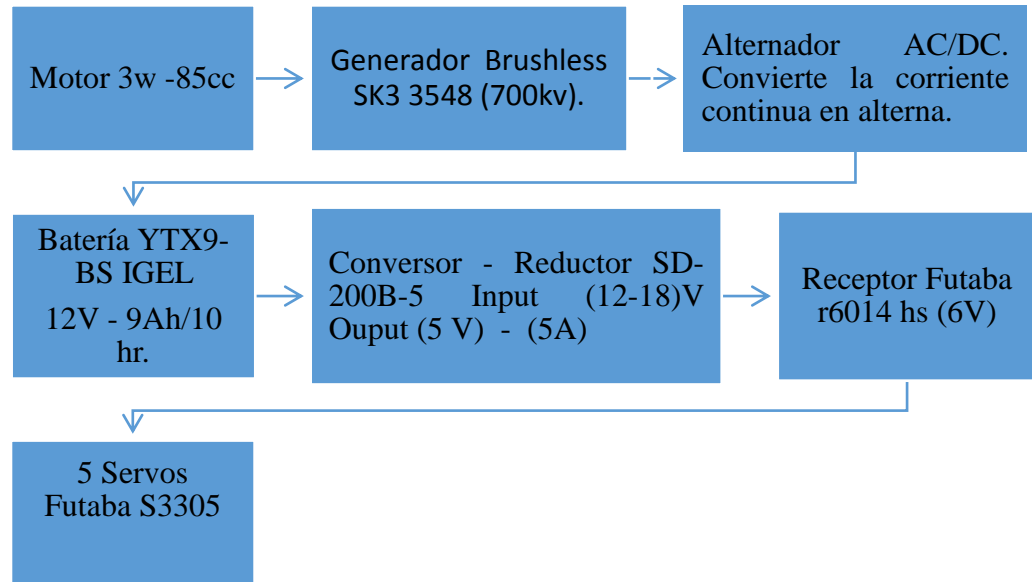 Motor 3w -85cc
Generador Brushless
SK3 3548 (700kv).
Alternador AC/DC.
Convierte la corriente
continua en alterna.
Batería YTX9-
BS IGEL
12V - 9Ah/10
hr.
Conversor - Reductor SD-
200B-5 Input (12-18)V
Ouput (5 V) - (5A)
Receptor Futaba
r6014 hs (6V)
5 Servos
Futaba S3305